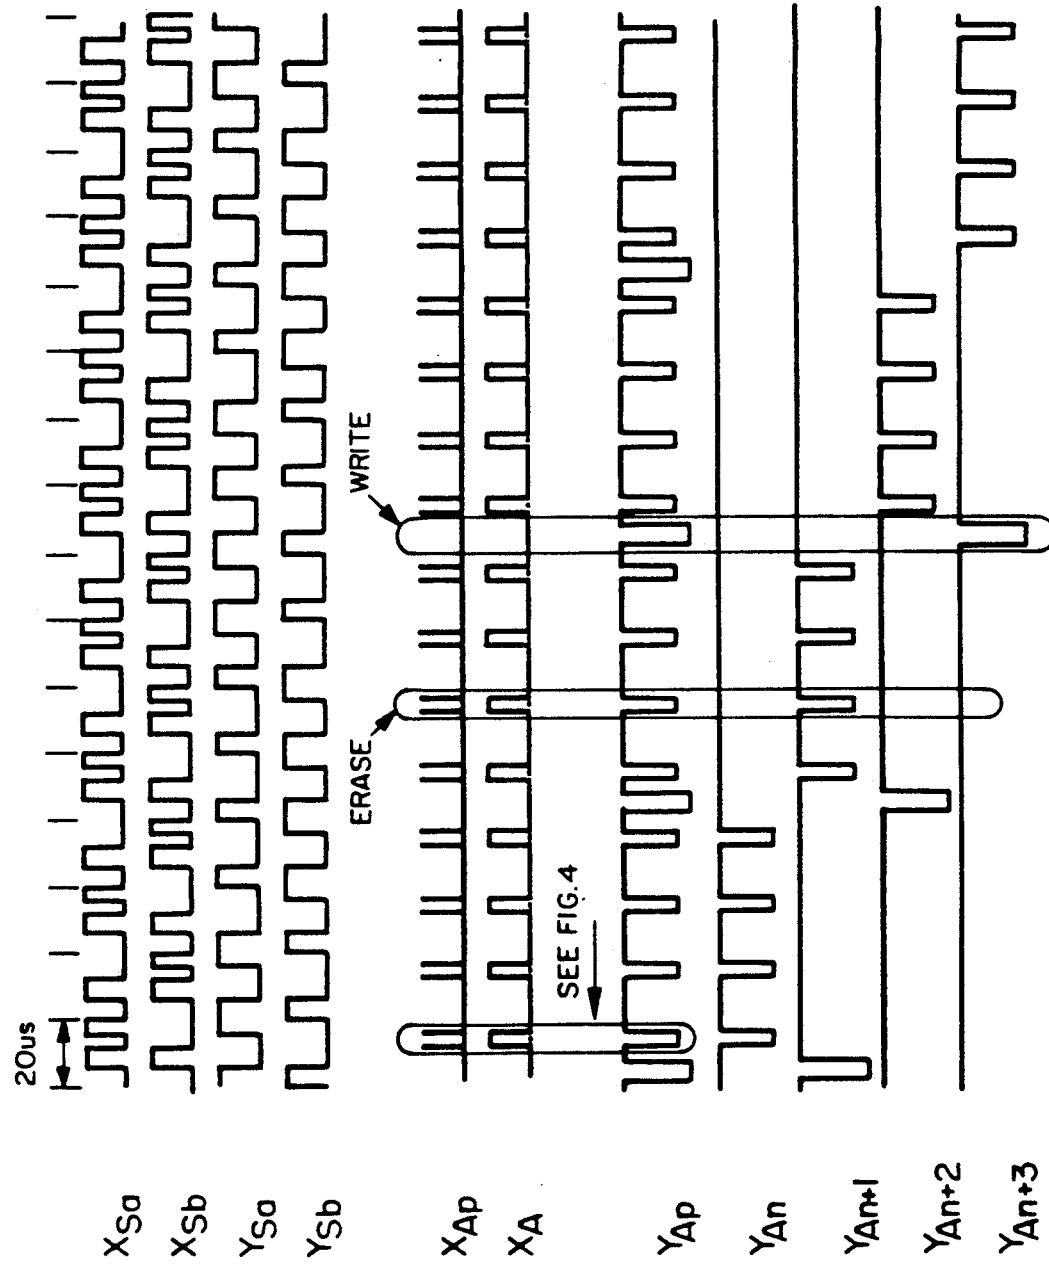 20us
XSa
XSb
YSa
YSb
ERASE
WRITE
XAp
XA
SEE FIG.4
YAp
YAn
YAn+1
YAn+2
YAn+3